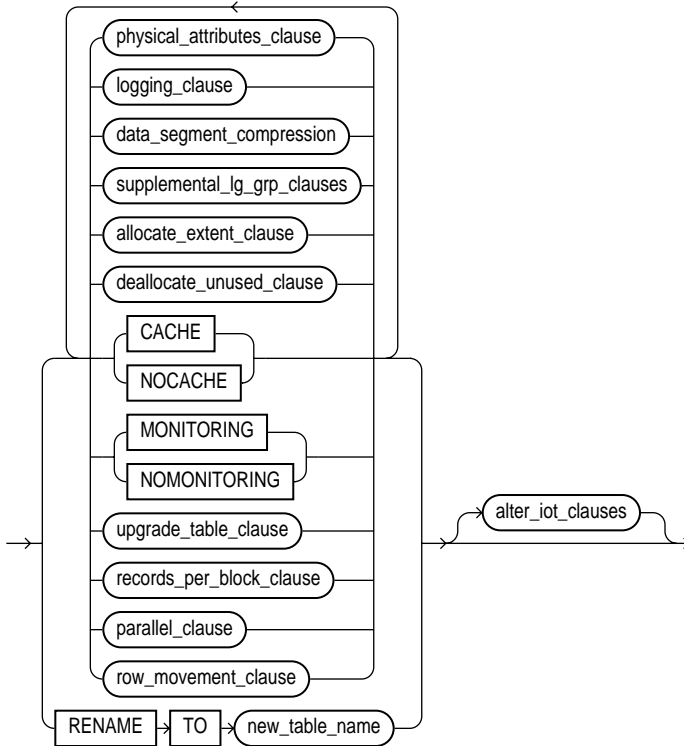 physical_attributes_clause
logging_clause
data_segment_compression
supplemental_lg_grp_clauses
allocate_extent_clause
deallocate_unused_clause
CACHE
NOCACHE
MONITORING
NOMONITORING
upgrade_table_clause
alter_iot_clauses
records_per_block_clause
parallel_clause
row_movement_clause
RENAME TO new_table_name